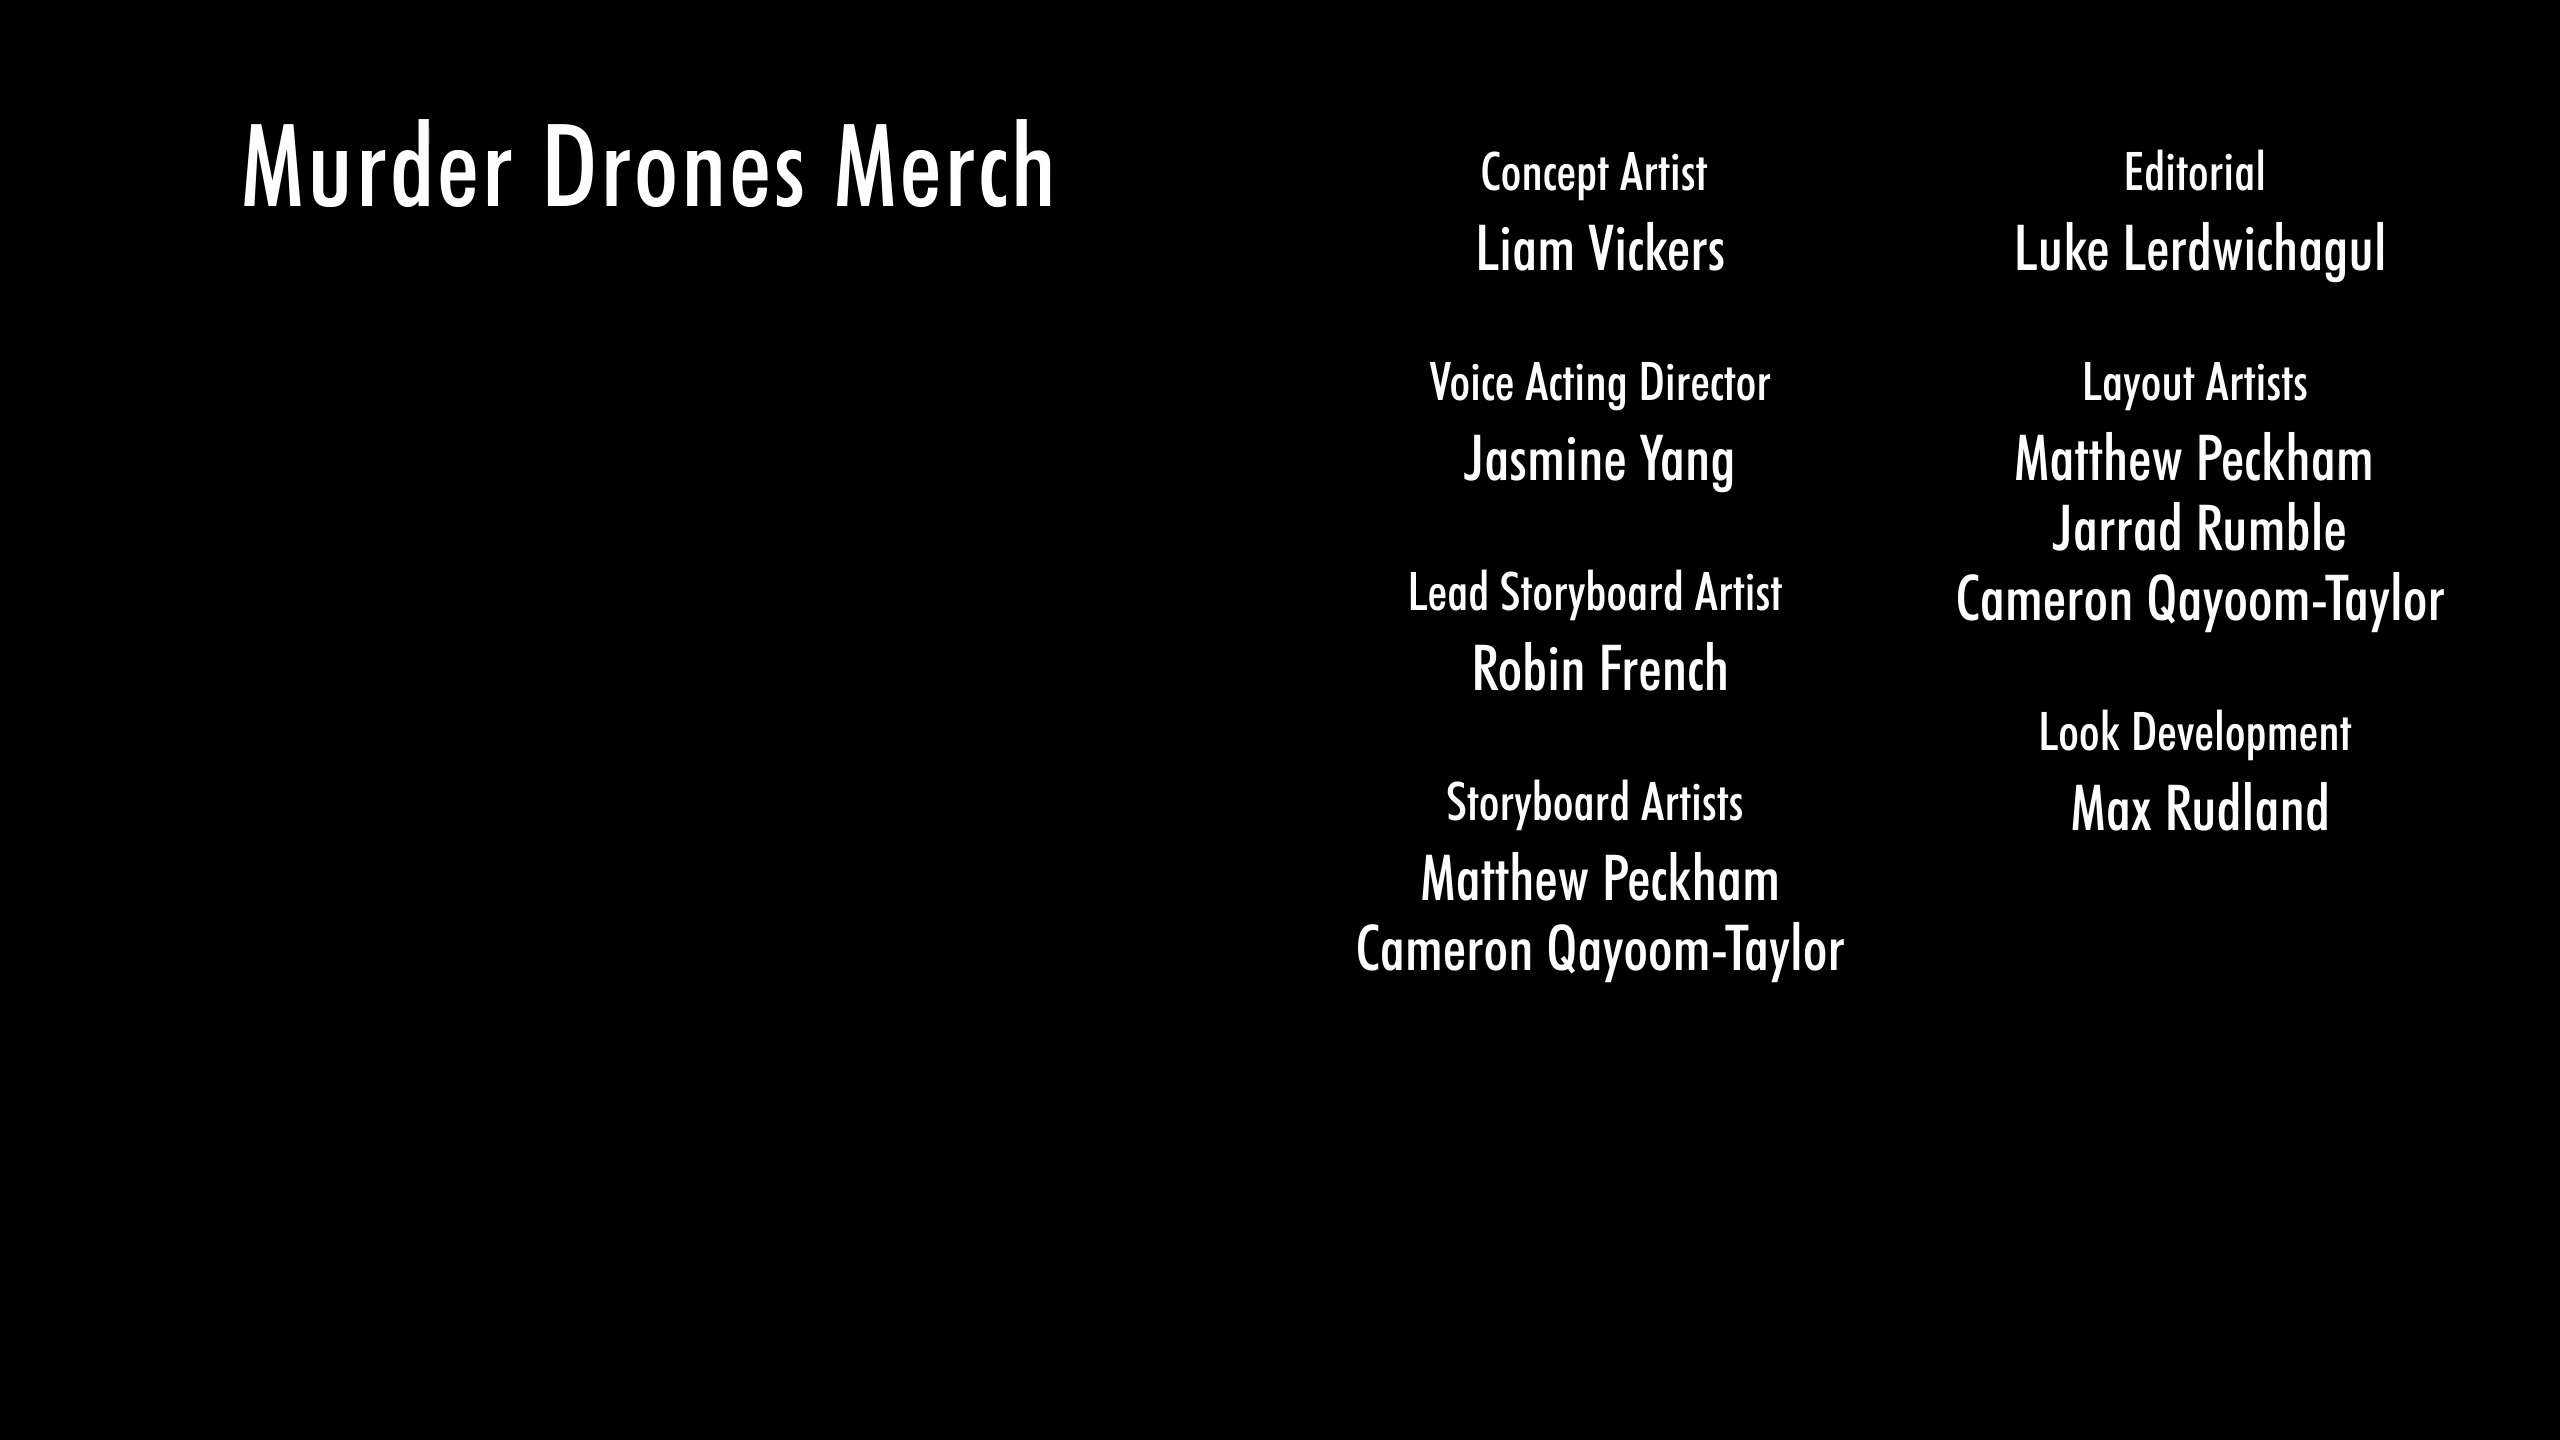 Murder Drones Merch
Concept Artist
Liam Vickers
Voice Acting Director
Jasmine Yang
Lead Storyboard Artist
Robin French
Storyboard Artists
Matthew Peckham
Cameron Qayoom-Taylor
Editorial
Luke Lerdwichagul
Layout Artists
Matthew Peckham
Jarrad Rumble
Cameron Qayoom-Taylor
Look Development
Max Rudland